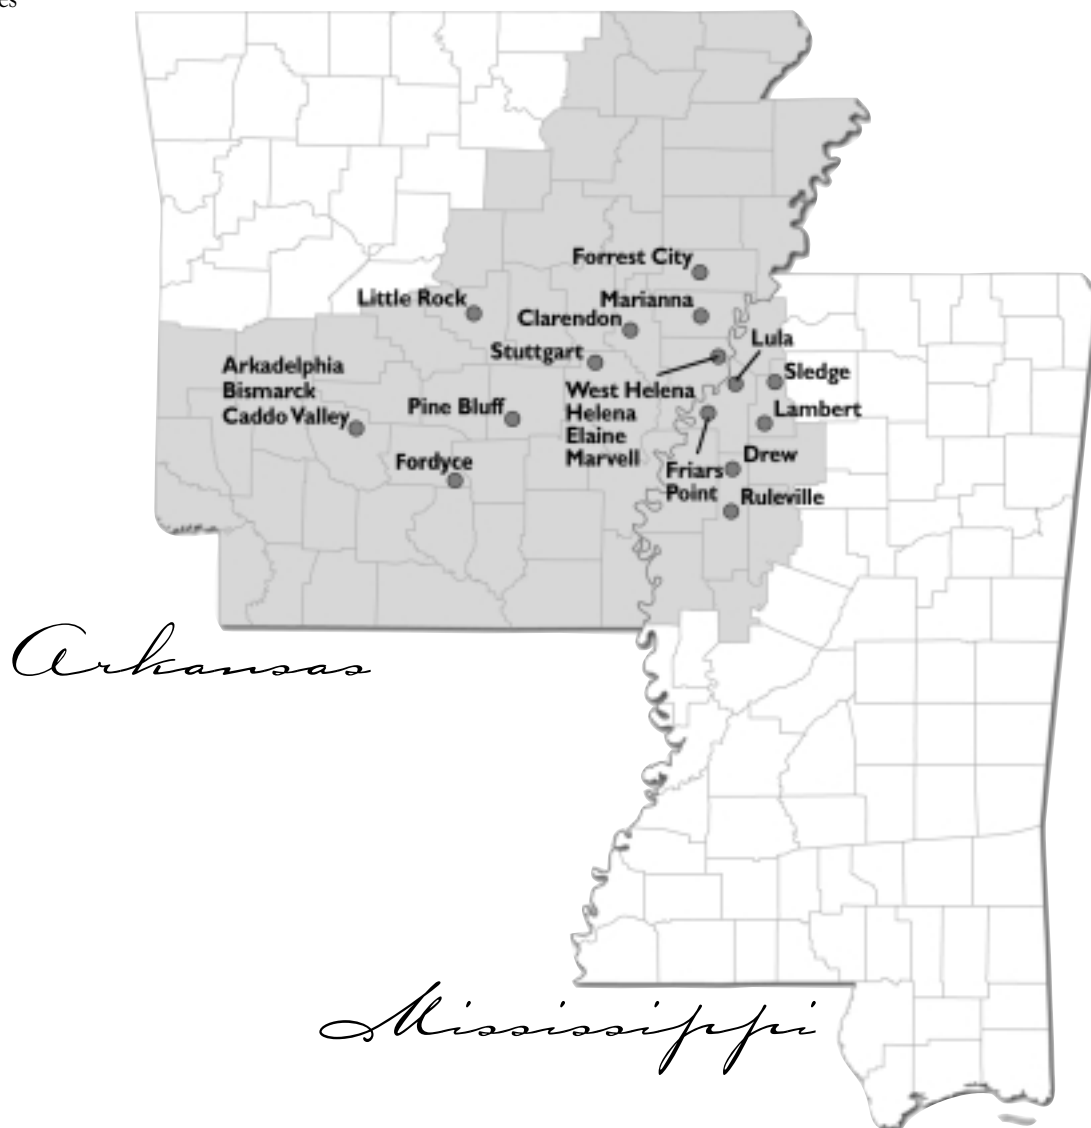 Forrest City
Little Rock
Marianna
Clarendon
Lula
Stuttgart
Arkadelphia
Bismarck
Caddo Valley
Sledge
West Helena
Helena
Elaine
Marvell
Pine Bluff
Lambert
Fordyce
Drew
Friars
Point
Ruleville
Arkansas
Mississippi